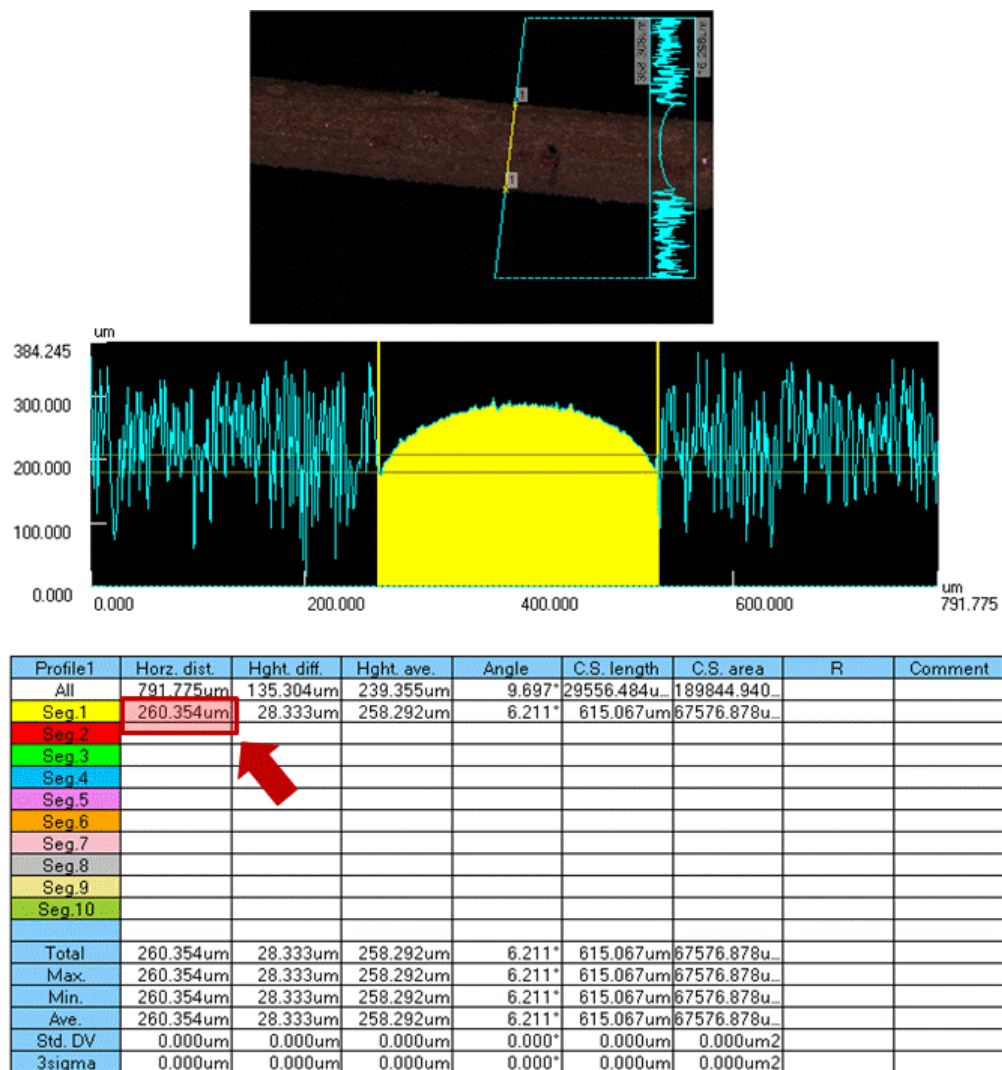 1
1
um
384.245
300.000
200.000
100.000
0.000
0.000 200.000 400.000 600.000 um 791.775
Profile1 Horz. dist. Hght. diff. Hght. ave. Angle C.S. length C.S. area R Comment
All 791.775um 135.304um 239.355um 9.697° 29556.484u... 189844.940...
Seg.1 260.354um 28.333um 258.292um 6.211° 615.067um 67576.878u...
Seg.2
Seg.3
Seg.4
Seg.5
Seg.6
Seg.7
Seg.8
Seg.9
Seg.10
Total 260.354um 28.333um 258.292um 6.211° 615.067um 67576.878u...
Max. 260.354um 28.333um 258.292um 6.211° 615.067um 67576.878u...
Min. 260.354um 28.333um 258.292um 6.211° 615.067um 67576.878u...
Ave. 260.354um 28.333um 258.292um 6.211° 615.067um 67576.878u...
Std. DV 0.000um 0.000um 0.000um 0.000° 0.000um 0.000um2
3sigma 0.000um 0.000um 0.000um 0.000° 0.000um 0.000um2